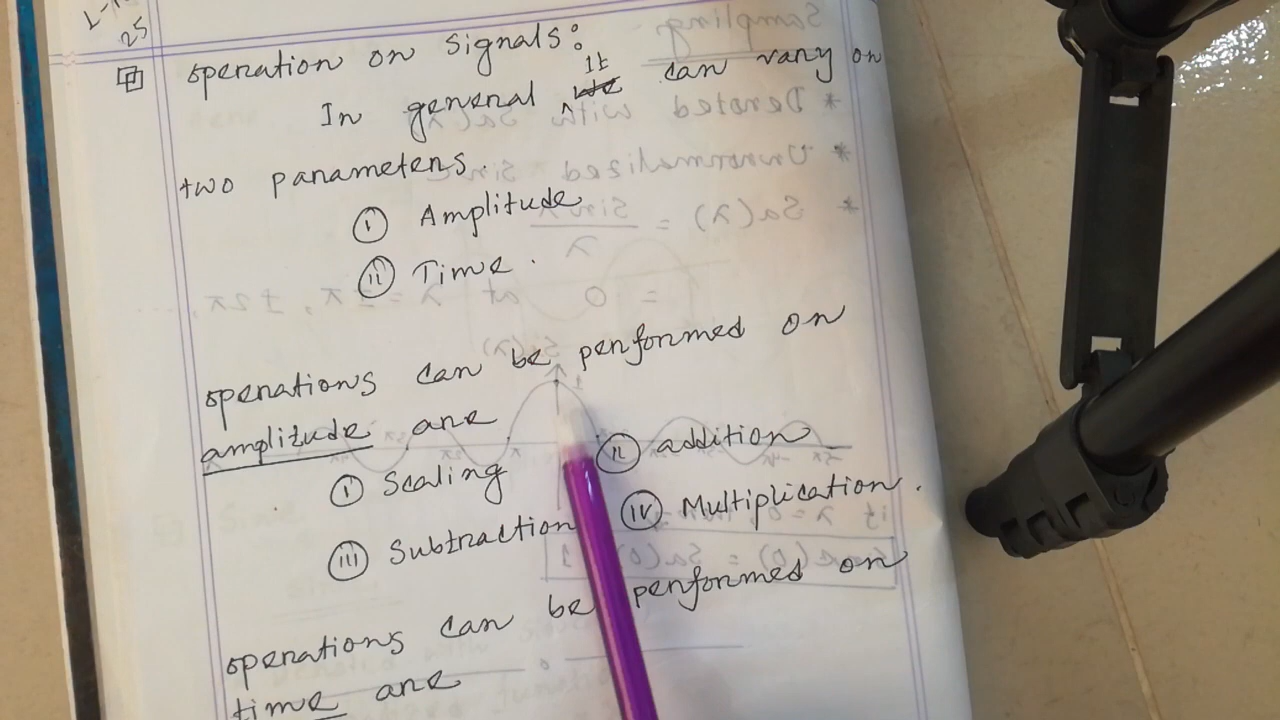 25
operation on signals:
In general It can vary on
two parameters.
(i) Amplitude
(ii) Time.
operations can be performed on
amplitude are
(i) Scaling (ii) addition
(iii) Subtraction (iv) Multiplication.
operations can be performed on
time are